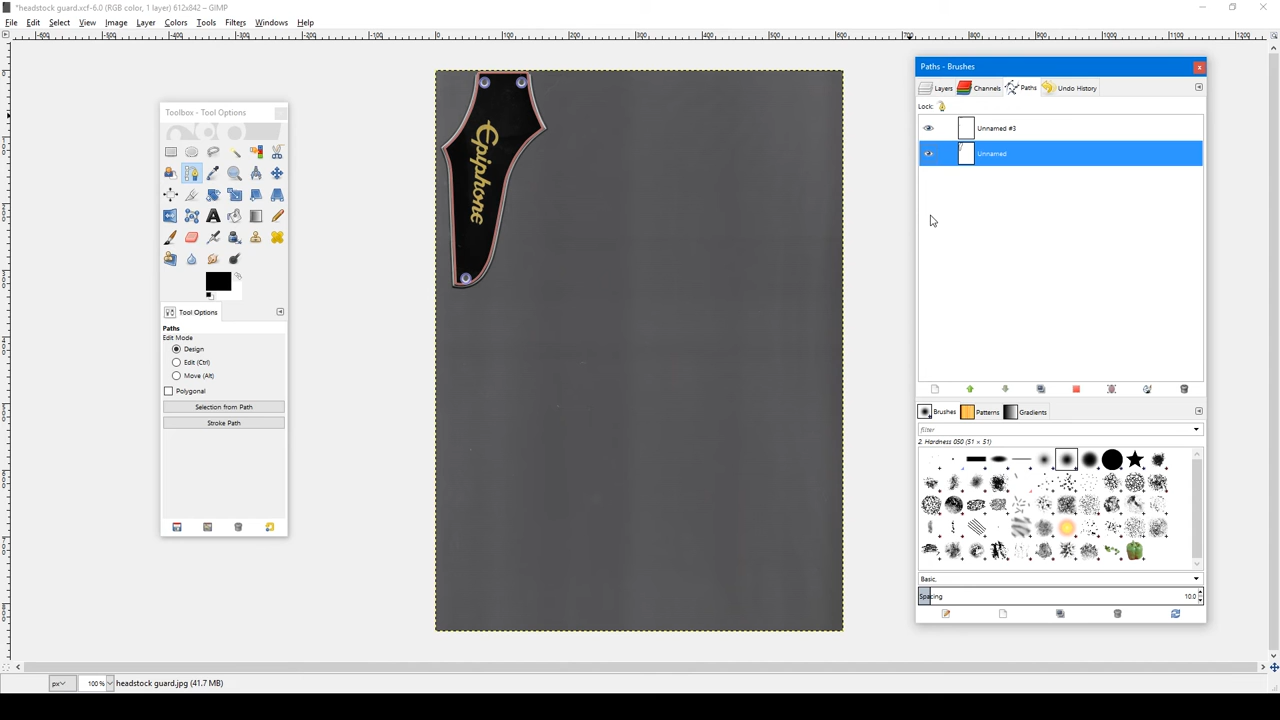 *headstock guard.xcf-6.0 (RGB color, 1 layer) 612x842 – GIMP
File Edit Select View Image Layer Colors Tools Filters Windows Help
Toolbox - Tool Options
Tool Options
Paths
Edit Mode
Design
Edit (Ctrl)
Move (Alt)
Polygonal
Selection from Path
Stroke Path
Epiphone
Paths - Brushes
Layers Channels Paths Undo History
Lock:
Unnamed #3
Unnamed
Brushes Patterns Gradients
filter
2. Hardness 050 (51 × 51)
Basic,
Spacing 10.0
px 100% headstock guard.jpg (41.7 MB)